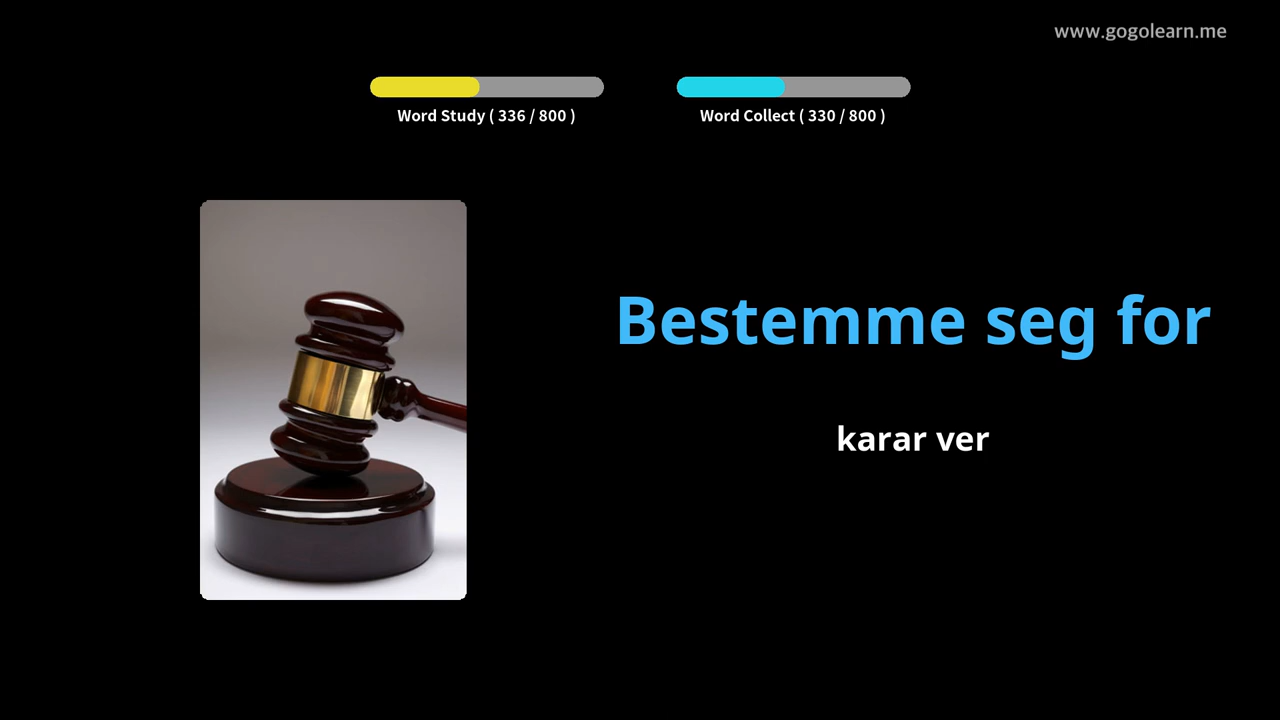 www.gogolearn.me
Word Study ( 336 / 800 )
Word Collect ( 330 / 800 )
Bestemme seg for
karar ver